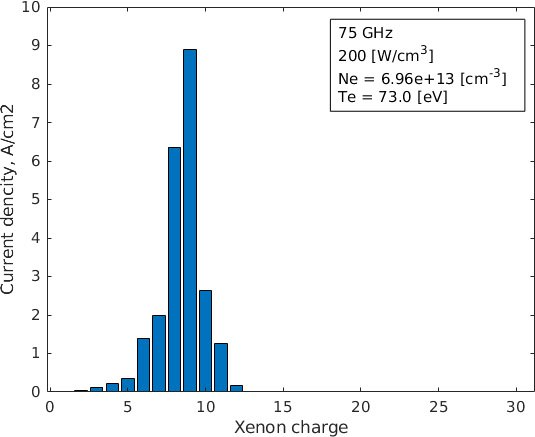 10
9
8
7
6
5
4
3
2
1
0
Current dencity, A/cm2
75 GHz
200 [W/cm³]
Ne = 6.96e+13 [cm⁻³]
Te = 73.0 [eV]
0 5 10 15 20 25 30
Xenon charge